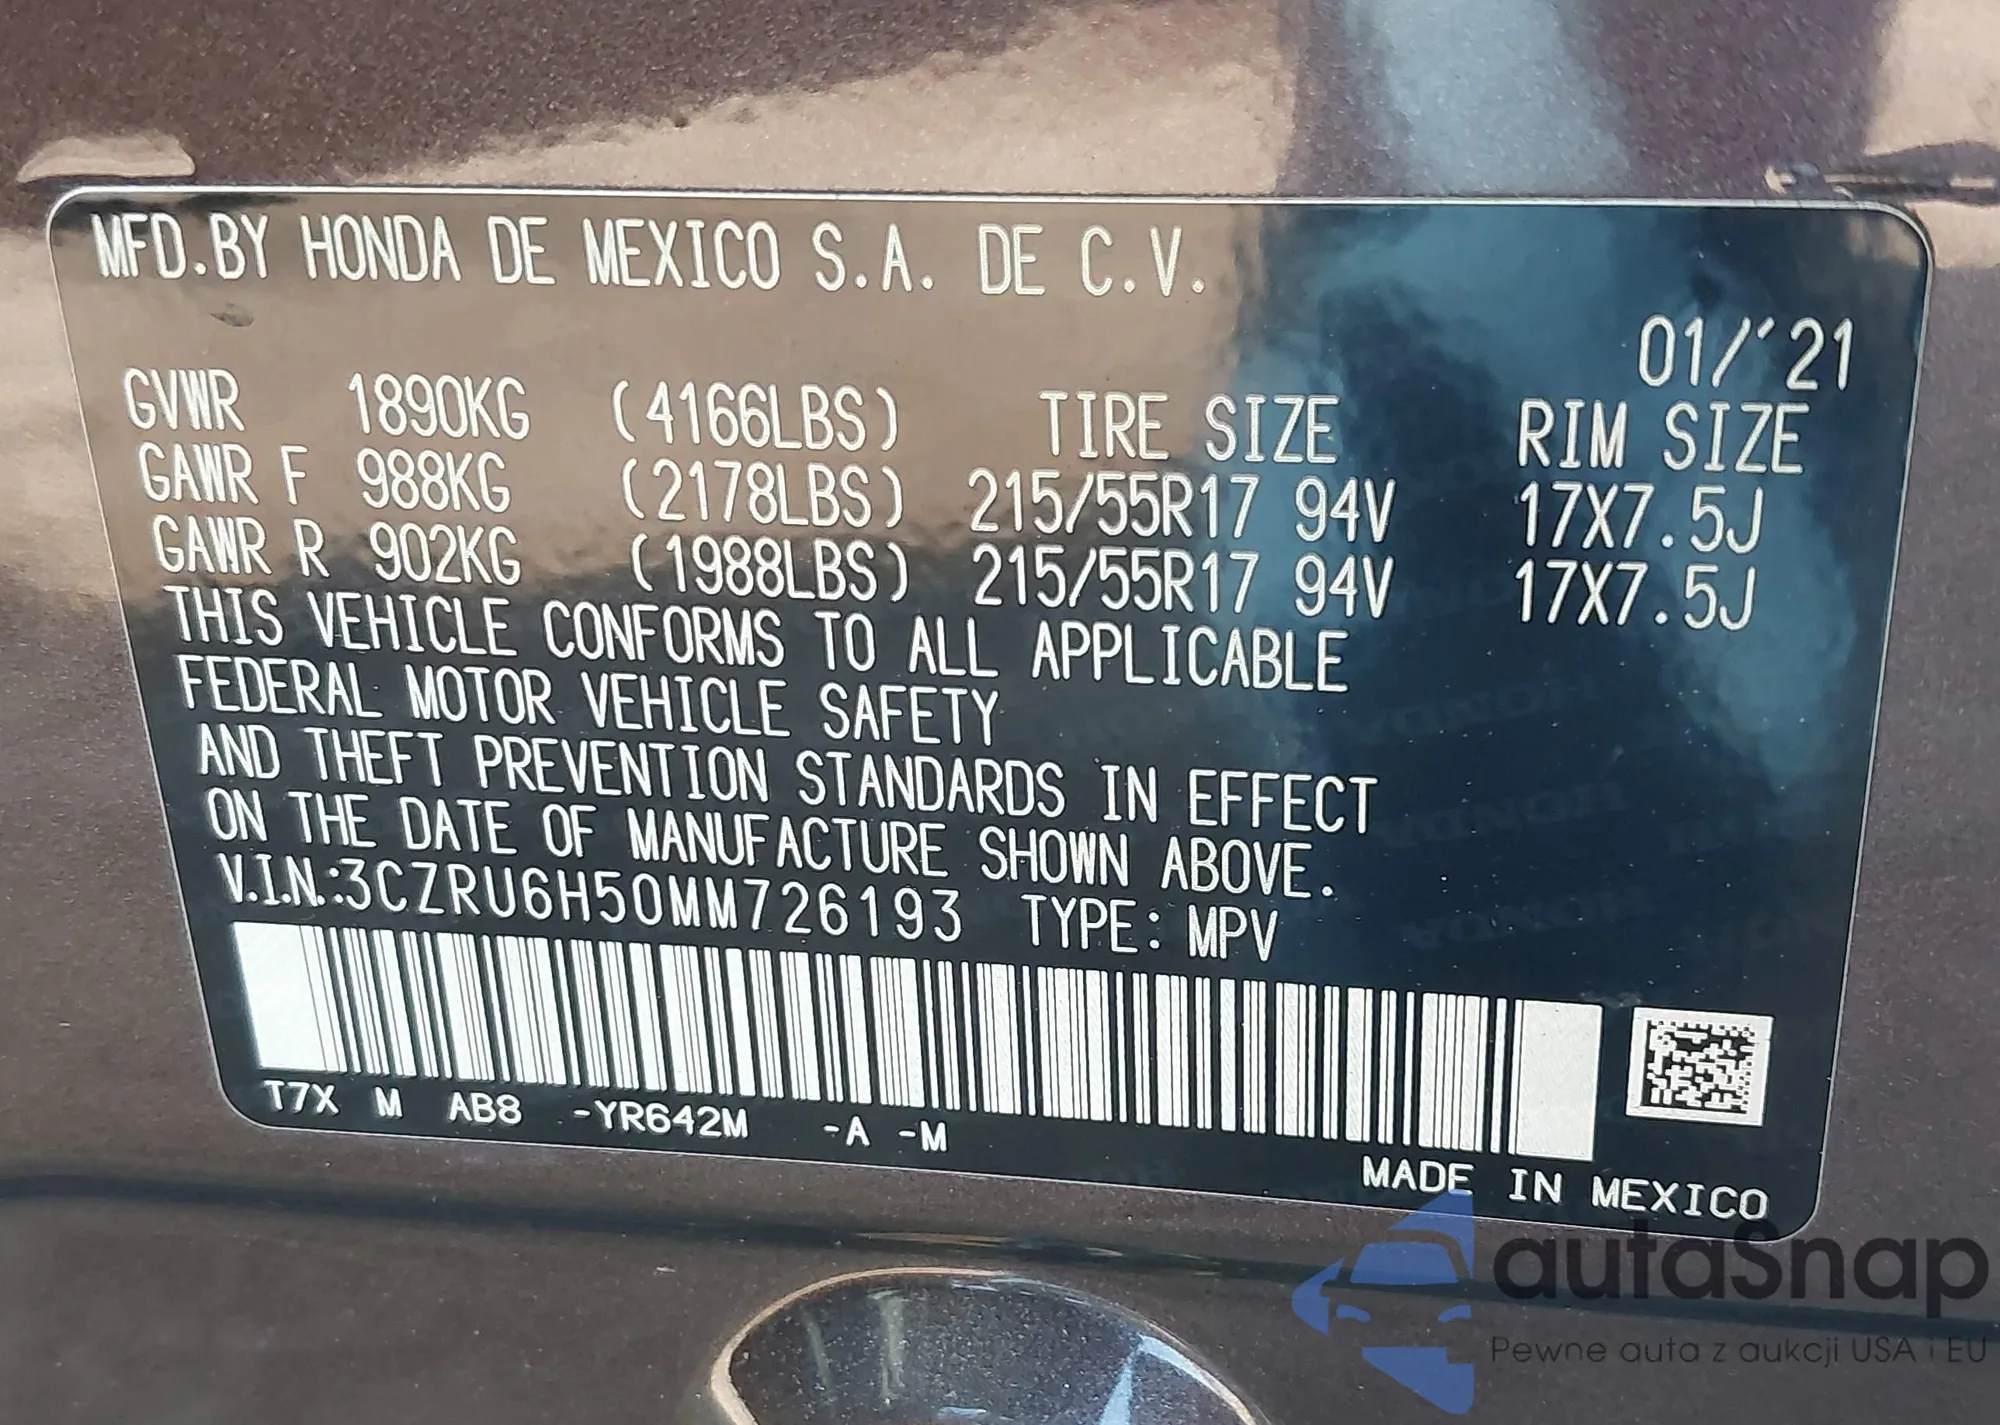 MFD.BY HONDA DE MEXICO S.A. DE C.V.
01/'21
GVWR 1890KG (4166LBS) TIRE SIZE RIM SIZE
GAWR F 988KG (2178LBS) 215/55R17 94V 17X7.5J
GAWR R 902KG (1988LBS) 215/55R17 94V 17X7.5J
THIS VEHICLE CONFORMS TO ALL APPLICABLE
FEDERAL MOTOR VEHICLE SAFETY
AND THEFT PREVENTION STANDARDS IN EFFECT
ON THE DATE OF MANUFACTURE SHOWN ABOVE.
V.I.N.:3CZRU6H50MM726193 TYPE: MPV
T7X M AB8 -YR642M -A -M
MADE IN MEXICO
autaSnap
Pewne auta z aukcji USA i EU